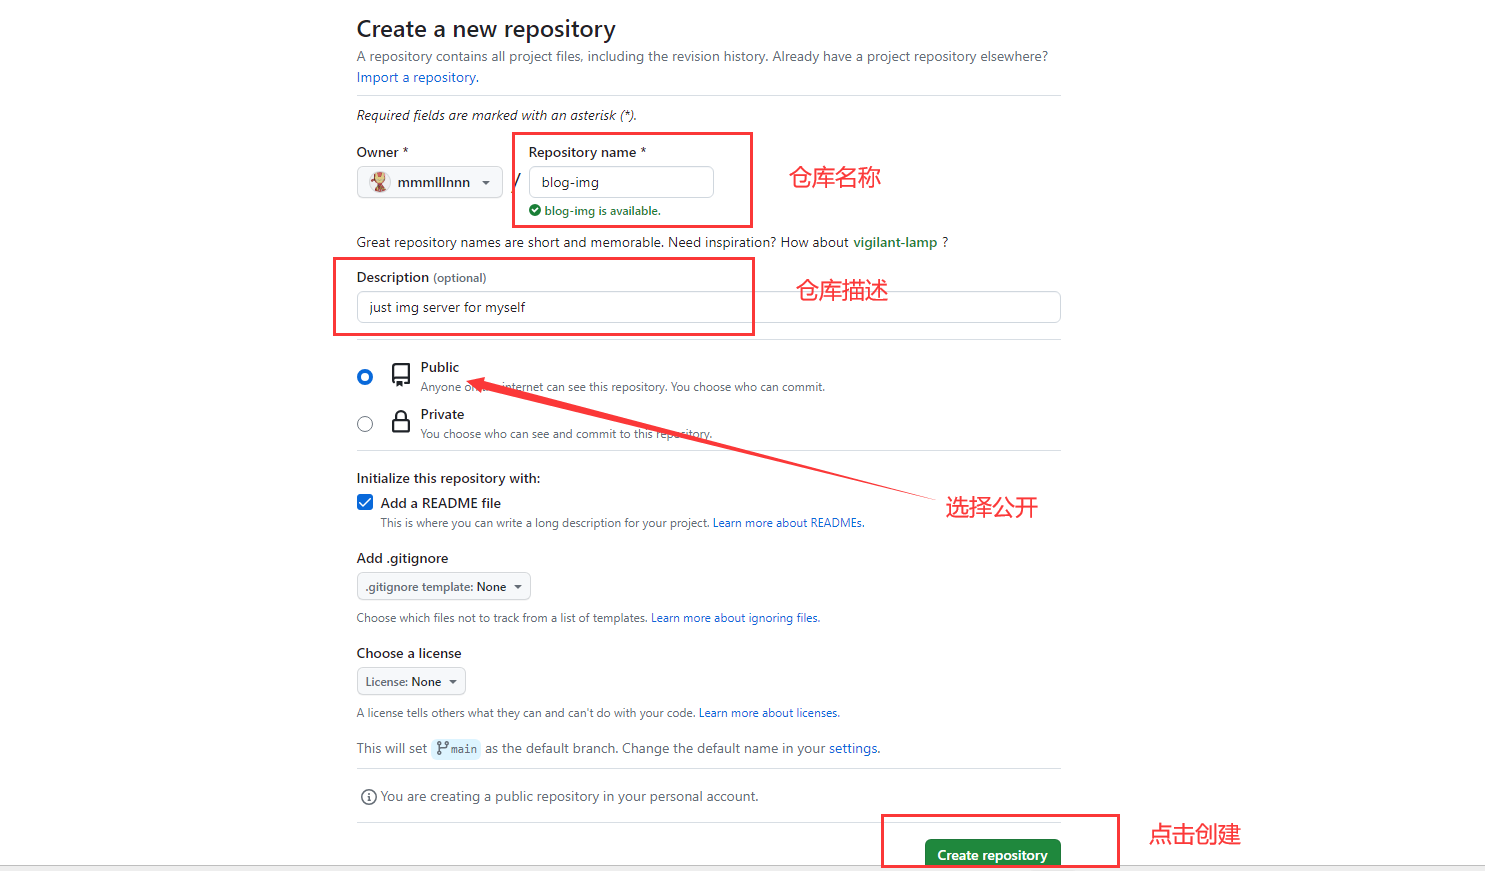 Create a new repository
A repository contains all project files, including the revision history. Already have a project repository elsewhere?
Import a repository.
Required fields are marked with an asterisk (*).
Owner *
Repository name *
mmmlllnnn
/
blog-img
仓库名称
blog-img is available.
Great repository names are short and memorable. Need inspiration? How about vigilant-lamp ?
Description (optional)
仓库描述
just img server for myself
Public
Anyone on internet can see this repository. You choose who can commit.
Private
You choose who can see and commit to this repository.
Initialize this repository with:
Add a README file
选择公开
This is where you can write a long description for your project. Learn more about READMEs.
Add .gitignore
.gitignore template: None
Choose which files not to track from a list of templates. Learn more about ignoring files.
Choose a license
License: None
A license tells others what they can and can't do with your code. Learn more about licenses.
This will set main as the default branch. Change the default name in your settings.
You are creating a public repository in your personal account.
点击创建
Create repository